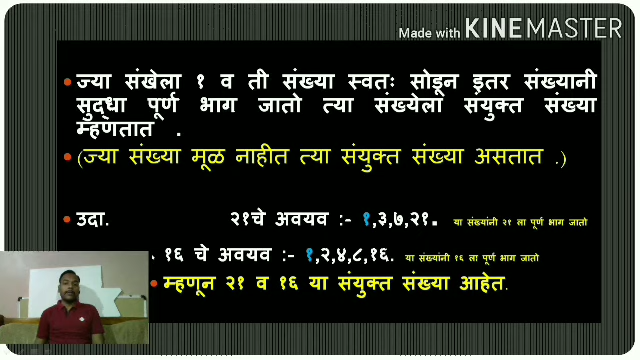 Made with KINEMASTER
ज्या संखेला १ व ती संख्या स्वतः सोडून इतर संख्यानी
सुद्धा पूर्ण भाग जातो त्या संख्येला संयुक्त संख्या
म्हणतात .
(ज्या संख्या मूळ नाहीत त्या संयुक्त संख्या असतात .)
उदा. २१चे अवयव :- १,३,७,२१. या संख्यांनी २१ ला पूर्ण भाग जातो
१६ चे अवयव :- १,२,४,८,१६. या संख्यांनी १६ ला पूर्ण भाग जातो
म्हणून २१ व १६ या संयुक्त संख्या आहेत.